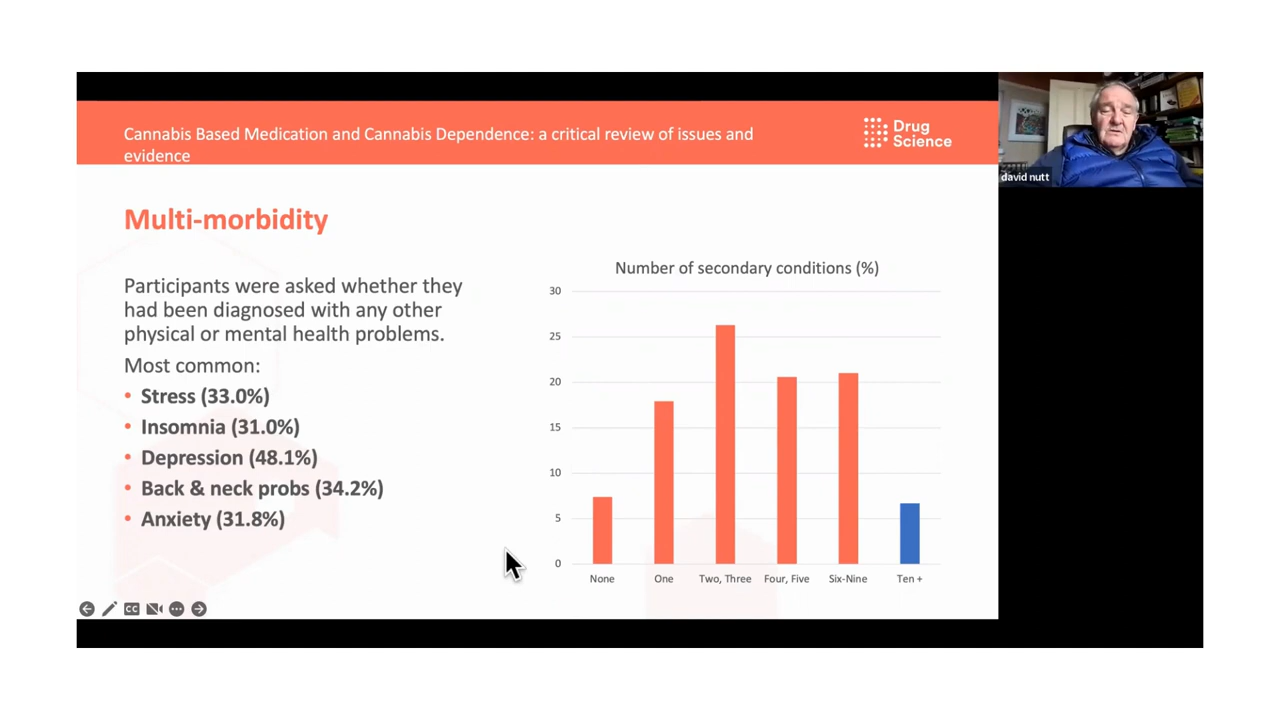 Cannabis Based Medication and Cannabis Dependence: a critical review of issues and
evidence
Drug
Science
david nutt
Multi-morbidity
Participants were asked whether they
had been diagnosed with any other
physical or mental health problems.
Most common:
• Stress (33.0%)
• Insomnia (31.0%)
• Depression (48.1%)
• Back & neck probs (34.2%)
• Anxiety (31.8%)
Number of secondary conditions (%)
30
25
20
15
10
5
0
None One Two, Three Four, Five Six-Nine Ten +
CC